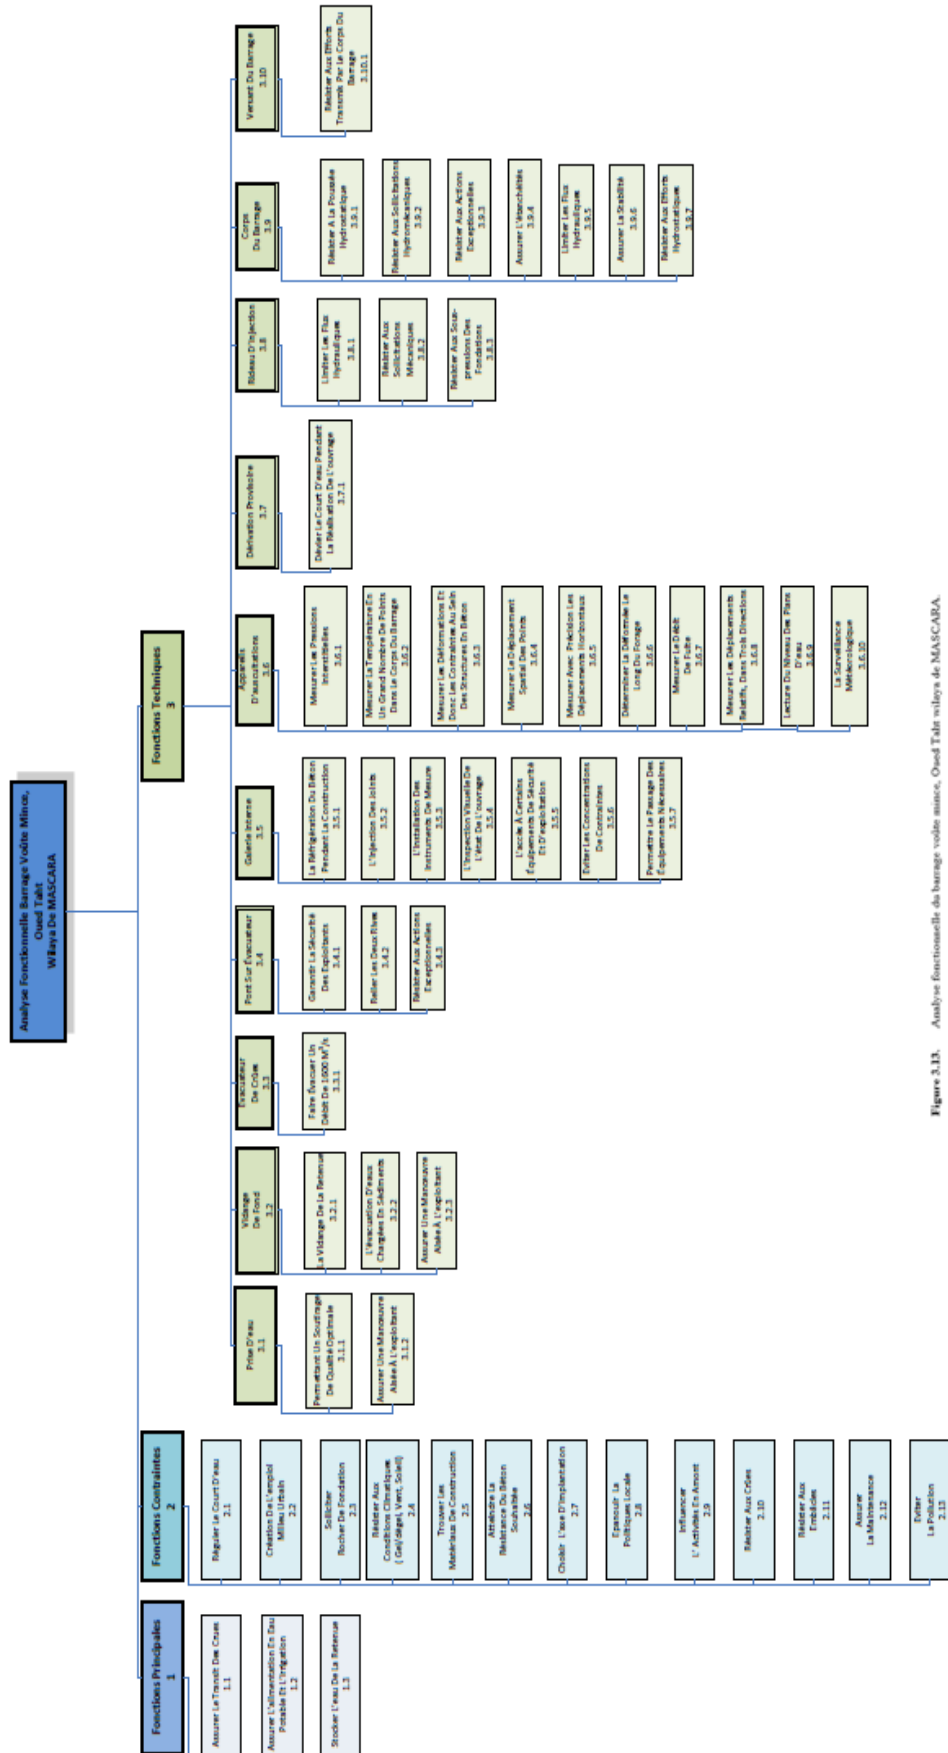 Analyse Fonctionnelle Barrage Voûte Mince,
Oued Taht
Wilaya De MASCARA
Fonctions Principales
1
Assurer Le Transit Des Crues
1.1
Assurer L'alimentation En Eau
Potable Et L'irrigation
1.2
Stocker L'eau De La Retenue
1.3
Fonctions Contraintes
2
Réguler Le Court D'eau
2.1
Création De L'emploi
Milieu Urbain
2.2
Solliciter
Rocher De Fondation
2.3
Résister Aux
Conditions Climatiques
( Gel/dégel, Vent, Soleil)
2.4
Trouver Les
Matériaux De Construction
2.5
Atteindre La
Résistance Du Béton
Souhaitée
2.6
Choisir L'axe D'implantation
2.7
Epanouir La
Politiques Locale
2.8
Influencer
L' Activités En Amont
2.9
Résister Aux Crûes
2.10
Résister Aux
Embâcles
2.11
Assurer
La Maintenance
2.12
Eviter
La Pollution
2.13
Fonctions Techniques
3
Prise D'eau
3.1
Permettant Un Soutirage
De Qualité Optimale
3.1.1
Assurer Une Manœuvre
Aisée À L'exploitant
3.1.2
Vidange
De Fond
3.2
La Vidange De La Retenue
3.2.1
L'évacuation D'eaux
Chargées En Sédiments
3.2.2
Assurer Une Manœuvre
Aisée À L'exploitant
3.2.3
Évacuateur
De Crûes
3.3
Faire Évacuer Un
Débit De 1600 M³/s
3.3.1
Pont Sur Évacuateur
3.4
Garantir La Sécurité
Des Exploitants
3.4.1
Relier Les Deux Rives
3.4.2
Résister Aux Actions
Exceptionnelles
3.4.3
Galerie Interne
3.5
La Réfrigération Du Béton
Pendant La Construction
3.5.1
L'injection Des Joints
3.5.2
L'installation Des
Instruments De Mesure
3.5.3
L'inspection Visuelle De
L'état De L'ouvrage
3.5.4
L'accès À Certains
Équipements De Sécurité
Et D'exploitation
3.5.5
Eviter Les Concentrations
De Contraintes
3.5.6
Permettre Le Passage Des
Équipements Nécessaires
3.5.7
Appareils
D'auscultations
3.6
Mesurer Les Pressions
Interstitielles
3.6.1
Mesurer La Température En
Un Grand Nombre De Points
Dans Le Corps Du Barrage
3.6.2
Mesurer Les Déformations Et
Donc Les Contraintes Au Sein
Des Structures En Béton
3.6.3
Mesurer Le Déplacement
Spatial Des Points
3.6.4
Mesurer Avec Précision Les
Déplacements Horizontaux
3.6.5
Déterminer La Déformée Le
Long Du Forage
3.6.6
Mesurer Le Débit
De Fuite
3.6.7
Mesurer Les Déplacements
Relatifs, Dans Trois Directions
3.6.8
Lecture Du Niveau Des Plans
D'eau
3.6.9
La Surveillance
Météorologique
3.6.10
Dérivation Provisoire
3.7
Dévier Le Court D'eau Pendant
La Réalisation De L'ouvrage
3.7.1
Rideau D'injection
3.8
Limiter Les Flux
Hydrauliques
3.8.1
Résister Aux
Sollicitations
Mécaniques
3.8.2
Résister Aux Sous-
pressions Des
Fondations
3.8.3
Corps
Du Barrage
3.9
Résister A La Poussée
Hydrostatique
3.9.1
Résister Aux Sollicitations
Hydromécaniques
3.9.2
Résister Aux Actions
Exceptionnelles
3.9.3
Assurer L'étanchéités
3.9.4
Limiter Les Flux
Hydrauliques
3.9.5
Assurer La Stabilité
3.9.6
Résister Aux Efforts
Hydrostatiques
3.9.7
Versant Du Barrage
3.10
Résister Aux Efforts
Transmis Par Le Corps Du
Barrage
3.10.1
Figure 3.13. Analyse fonctionnelle du barrage voûte mince, Oued Taht wilaya de MASCARA.